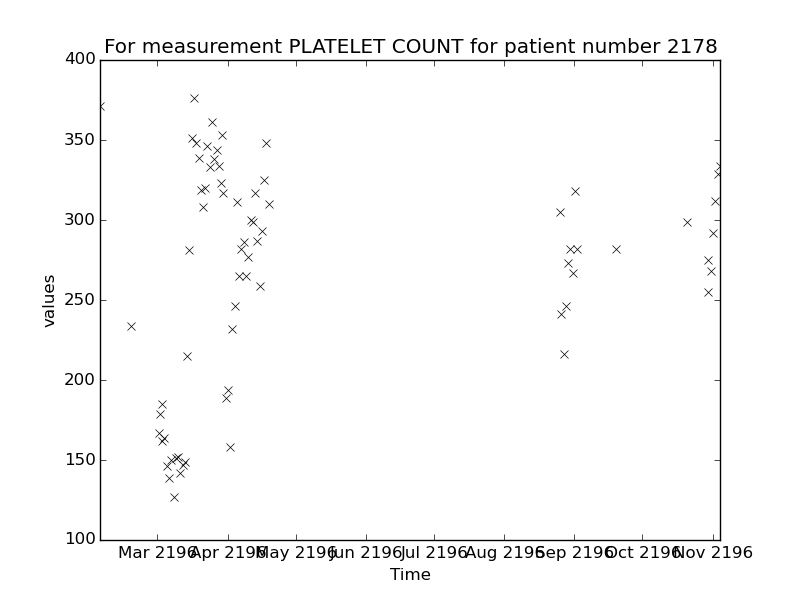 For measurement PLATELET COUNT for patient number 2178
400
350
300
250
200
150
100
values
Mar 2196 Apr 2196 May 2196 Jun 2196 Jul 2196 Aug 2196 Sep 2196 Oct 2196 Nov 2196
Time